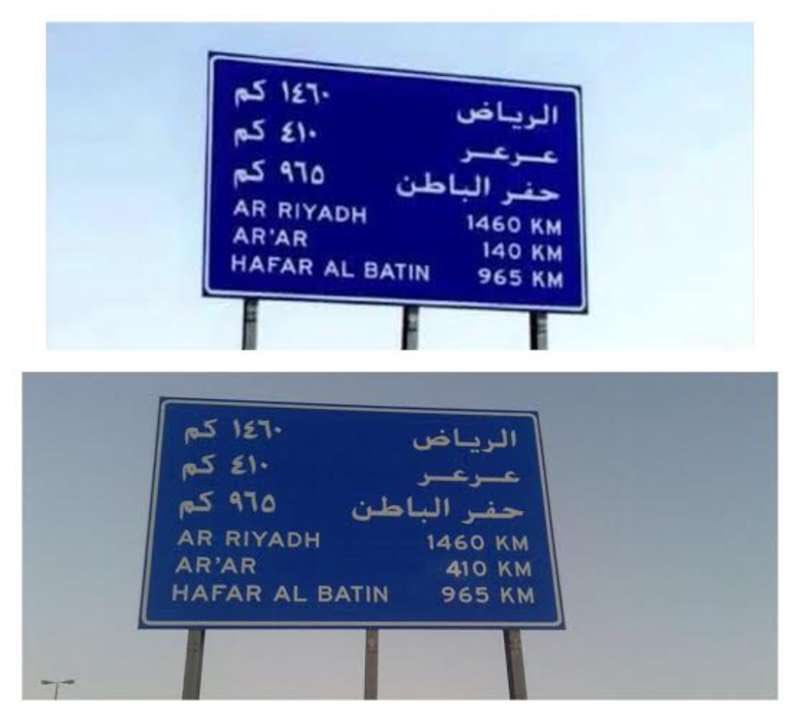 الرياض ١٤٦٠ كم
عرعر ٤١٠ كم
حفر الباطن ٩٦٥ كم
AR RIYADH 1460 KM
AR'AR 140 KM
HAFAR AL BATIN 965 KM
الرياض ١٤٦٠ كم
عرعر ٤١٠ كم
حفر الباطن ٩٦٥ كم
AR RIYADH 1460 KM
AR'AR 410 KM
HAFAR AL BATIN 965 KM